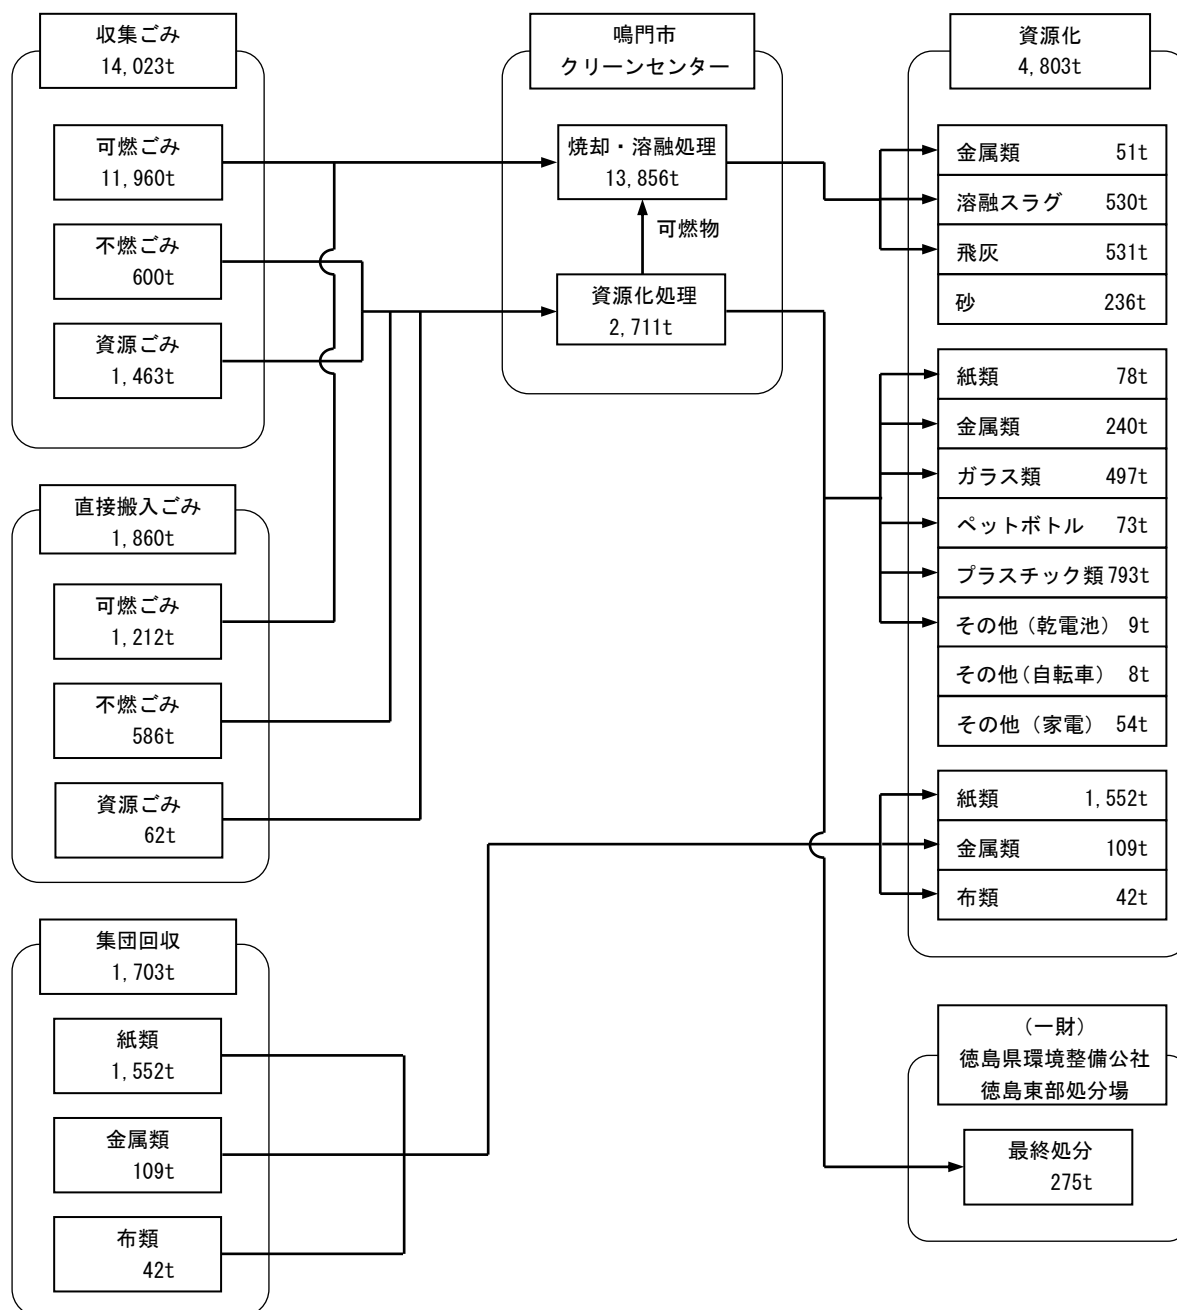 収集ごみ
14,023t
可燃ごみ
11,960t
不燃ごみ
600t
資源ごみ
1,463t
直接搬入ごみ
1,860t
可燃ごみ
1,212t
不燃ごみ
586t
資源ごみ
62t
集団回収
1,703t
紙類
1,552t
金属類
109t
布類
42t
鳴門市
クリーンセンター
焼却・溶融処理
13,856t
可燃物
資源化処理
2,711t
資源化
4,803t
金属類 51t
溶融スラグ 530t
飛灰 531t
砂 236t
紙類 78t
金属類 240t
ガラス類 497t
ペットボトル 73t
プラスチック類 793t
その他（乾電池） 9t
その他（自転車） 8t
その他（家電） 54t
紙類 1,552t
金属類 109t
布類 42t
（一財）
徳島県環境整備公社
徳島東部処分場
最終処分
275t